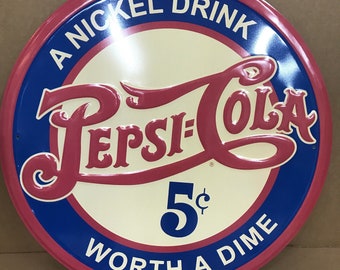 A NICKEL DRINK
PEPSI=COLA
®
5¢
WORTH A DIME